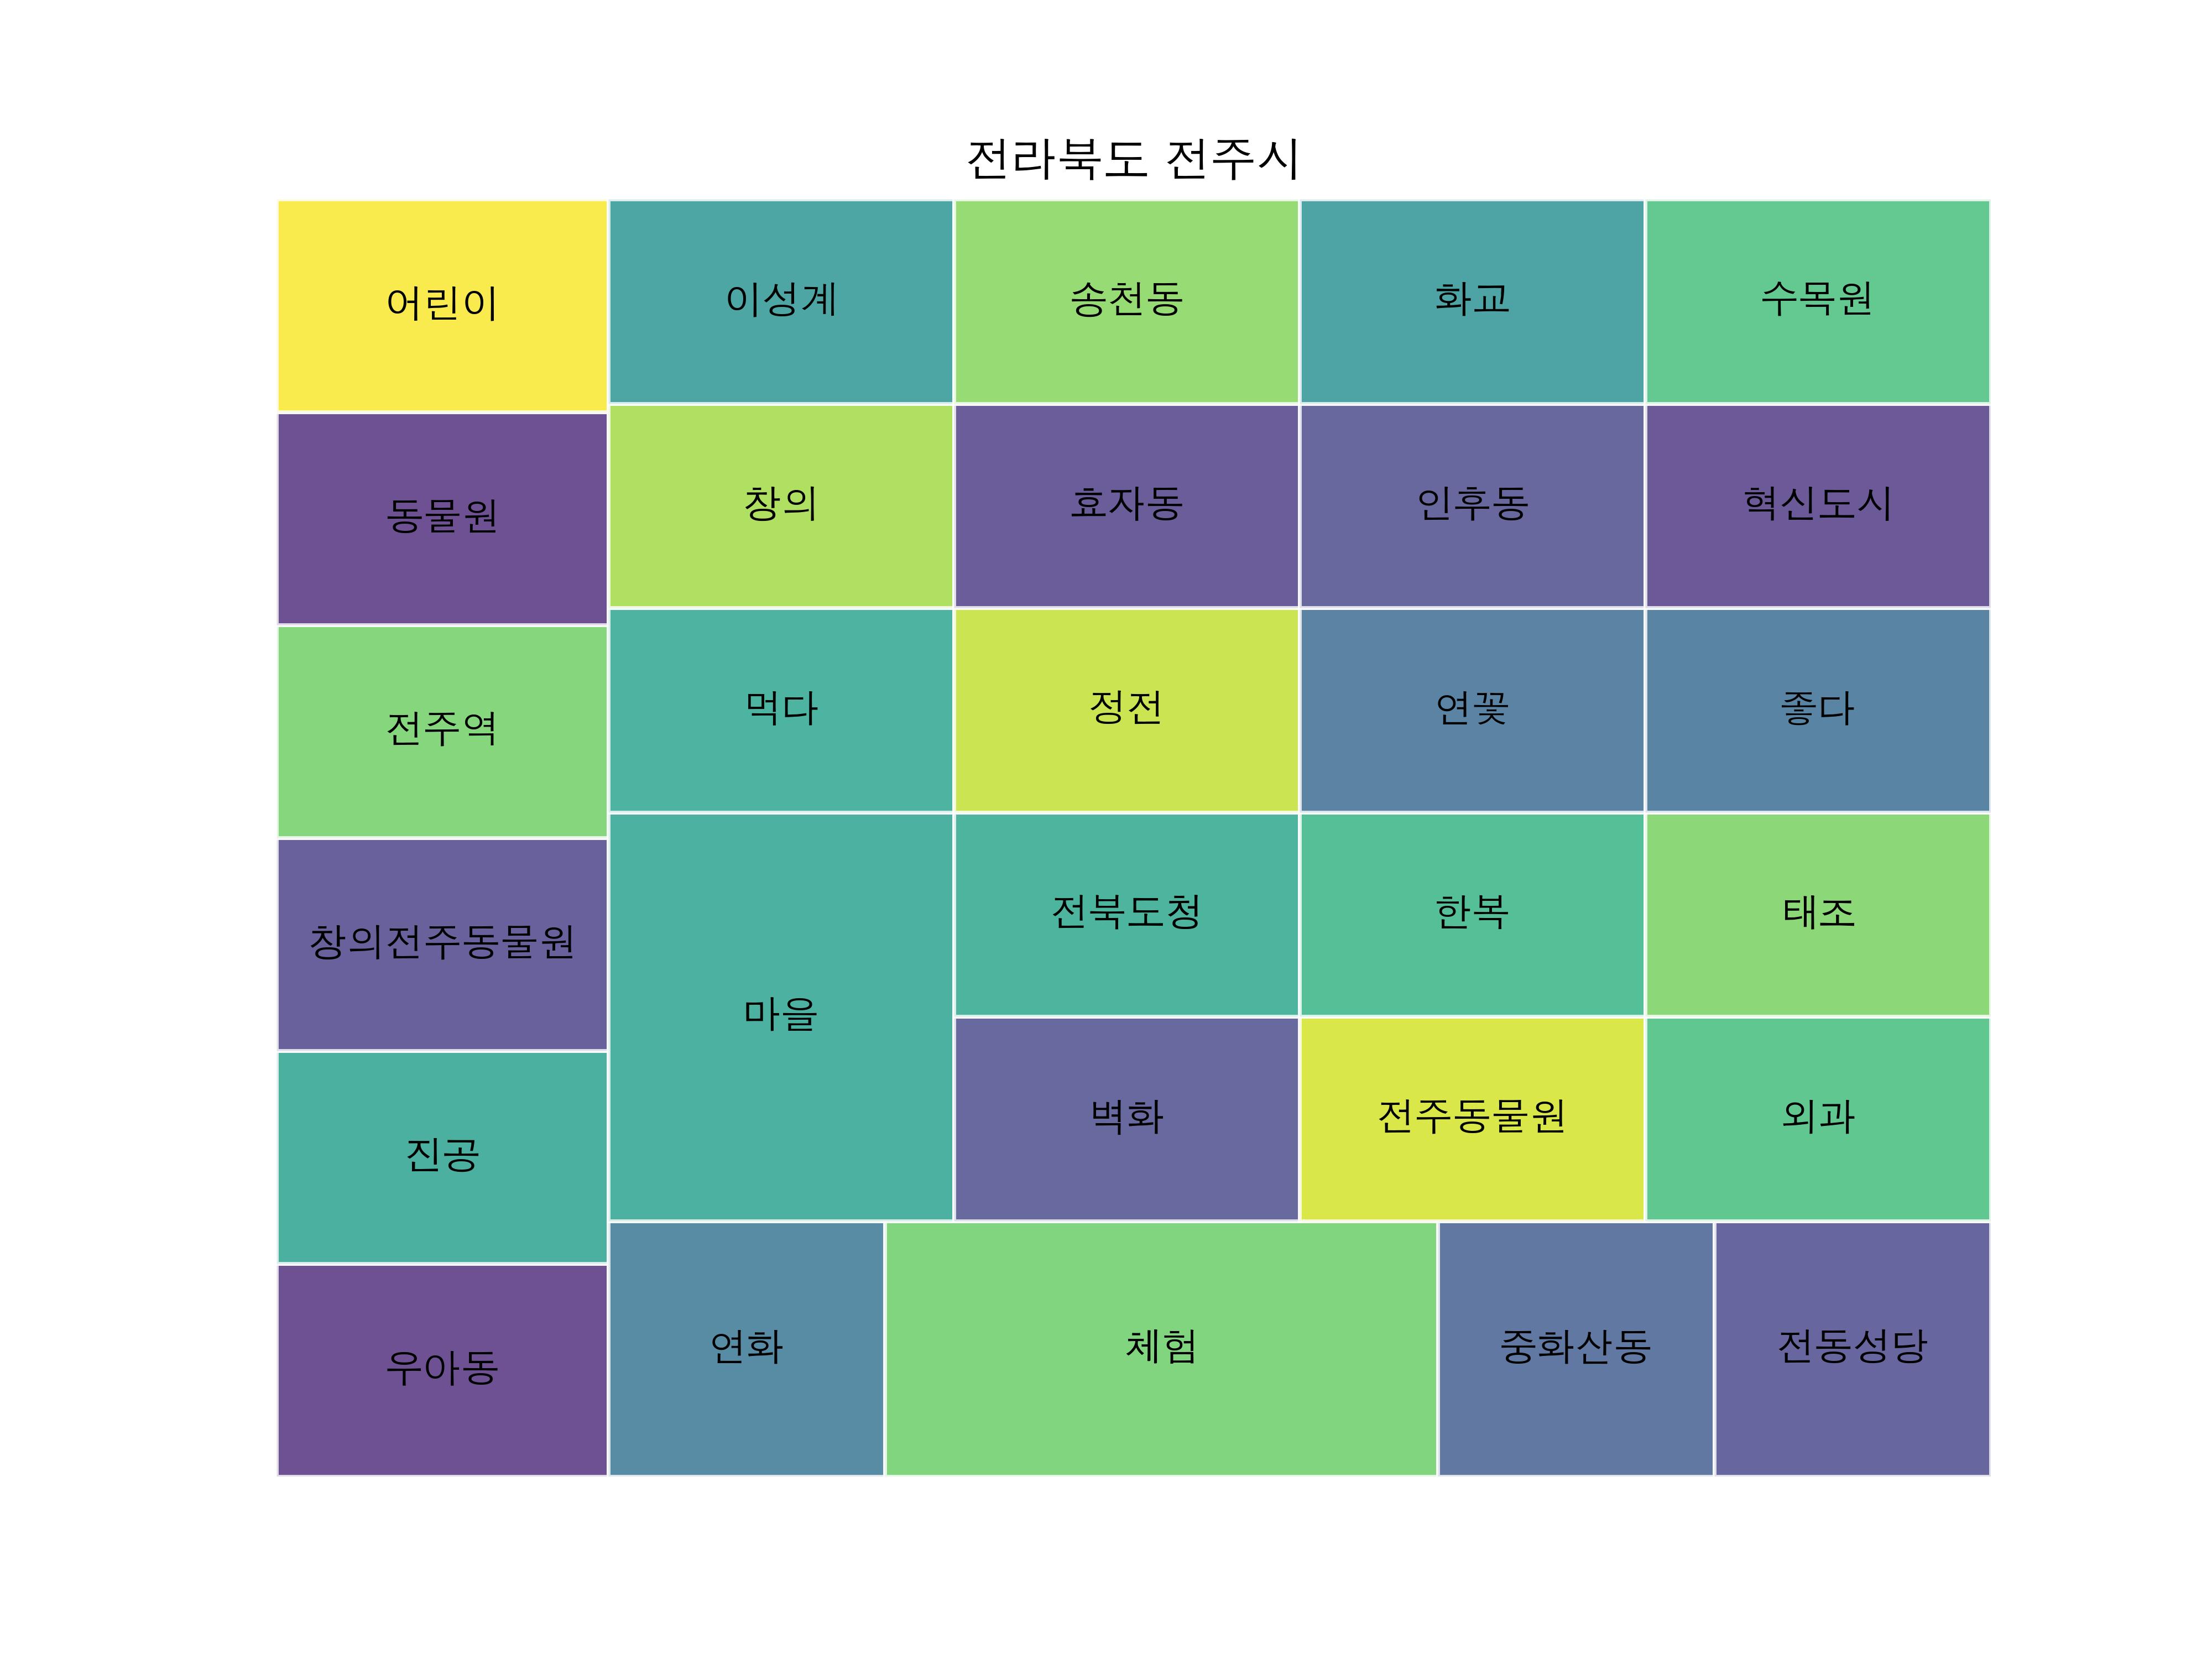 전라북도 전주시
어린이
이성계
송천동
화교
수목원
동물원
창의
효자동
인후동
혁신도시
전주역
먹다
정전
연꽃
좋다
창의전주동물원
마을
전북도청
한복
태조
진공
벽화
전주동물원
외과
우아동
연화
체험
중화산동
전동성당